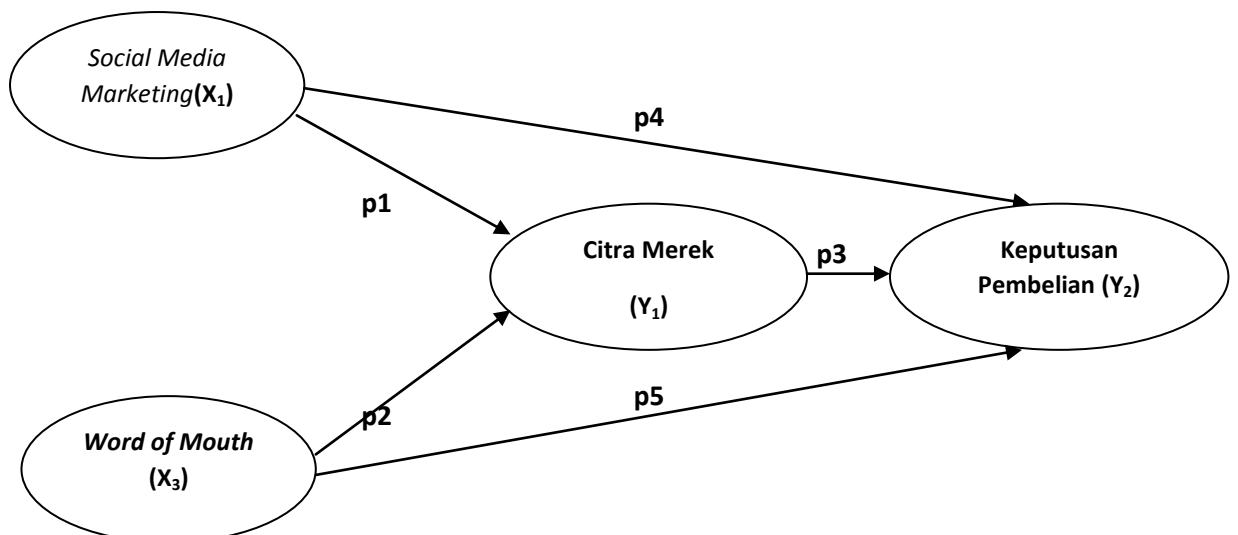 Social Media
Marketing(X₁)
p4
p1
Citra Merek
(Y₁)
p3
Keputusan
Pembelian (Y₂)
p2
p5
Word of Mouth
(X₃)